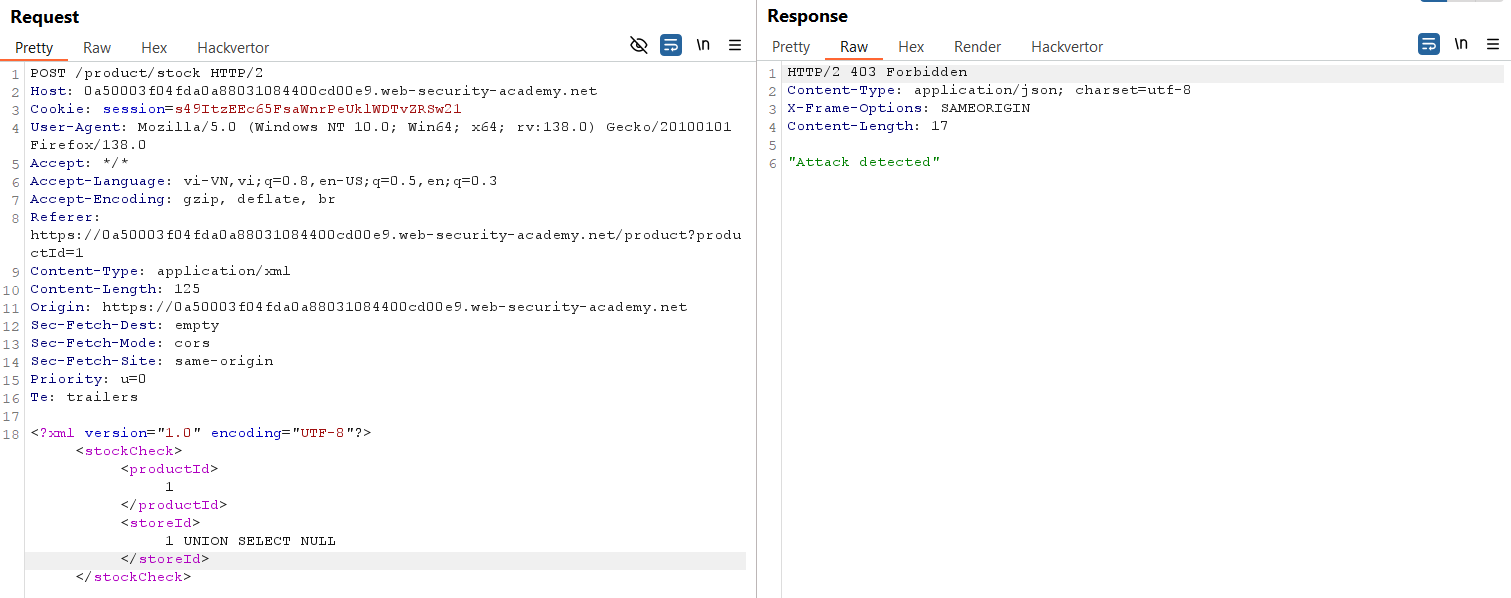 Request
Pretty Raw Hex Hackvertor \n
1 POST /product/stock HTTP/2
2 Host: 0a50003f04fda0a88031084400cd00e9.web-security-academy.net
3 Cookie: session=s49ItzEEc65FsaWnrPeUklWDTvZRSw21
4 User-Agent: Mozilla/5.0 (Windows NT 10.0; Win64; x64; rv:138.0) Gecko/20100101
Firefox/138.0
5 Accept: */*
6 Accept-Language: vi-VN,vi;q=0.8,en-US;q=0.5,en;q=0.3
7 Accept-Encoding: gzip, deflate, br
8 Referer:
https://0a50003f04fda0a88031084400cd00e9.web-security-academy.net/product?produ
ctId=1
9 Content-Type: application/xml
10 Content-Length: 125
11 Origin: https://0a50003f04fda0a88031084400cd00e9.web-security-academy.net
12 Sec-Fetch-Dest: empty
13 Sec-Fetch-Mode: cors
14 Sec-Fetch-Site: same-origin
15 Priority: u=0
16 Te: trailers
17
18 <?xml version="1.0" encoding="UTF-8"?>
<stockCheck>
<productId>
1
</productId>
<storeId>
1 UNION SELECT NULL
</storeId>
</stockCheck>
Response
Pretty Raw Hex Render Hackvertor \n
1 HTTP/2 403 Forbidden
2 Content-Type: application/json; charset=utf-8
3 X-Frame-Options: SAMEORIGIN
4 Content-Length: 17
5
6 "Attack detected"